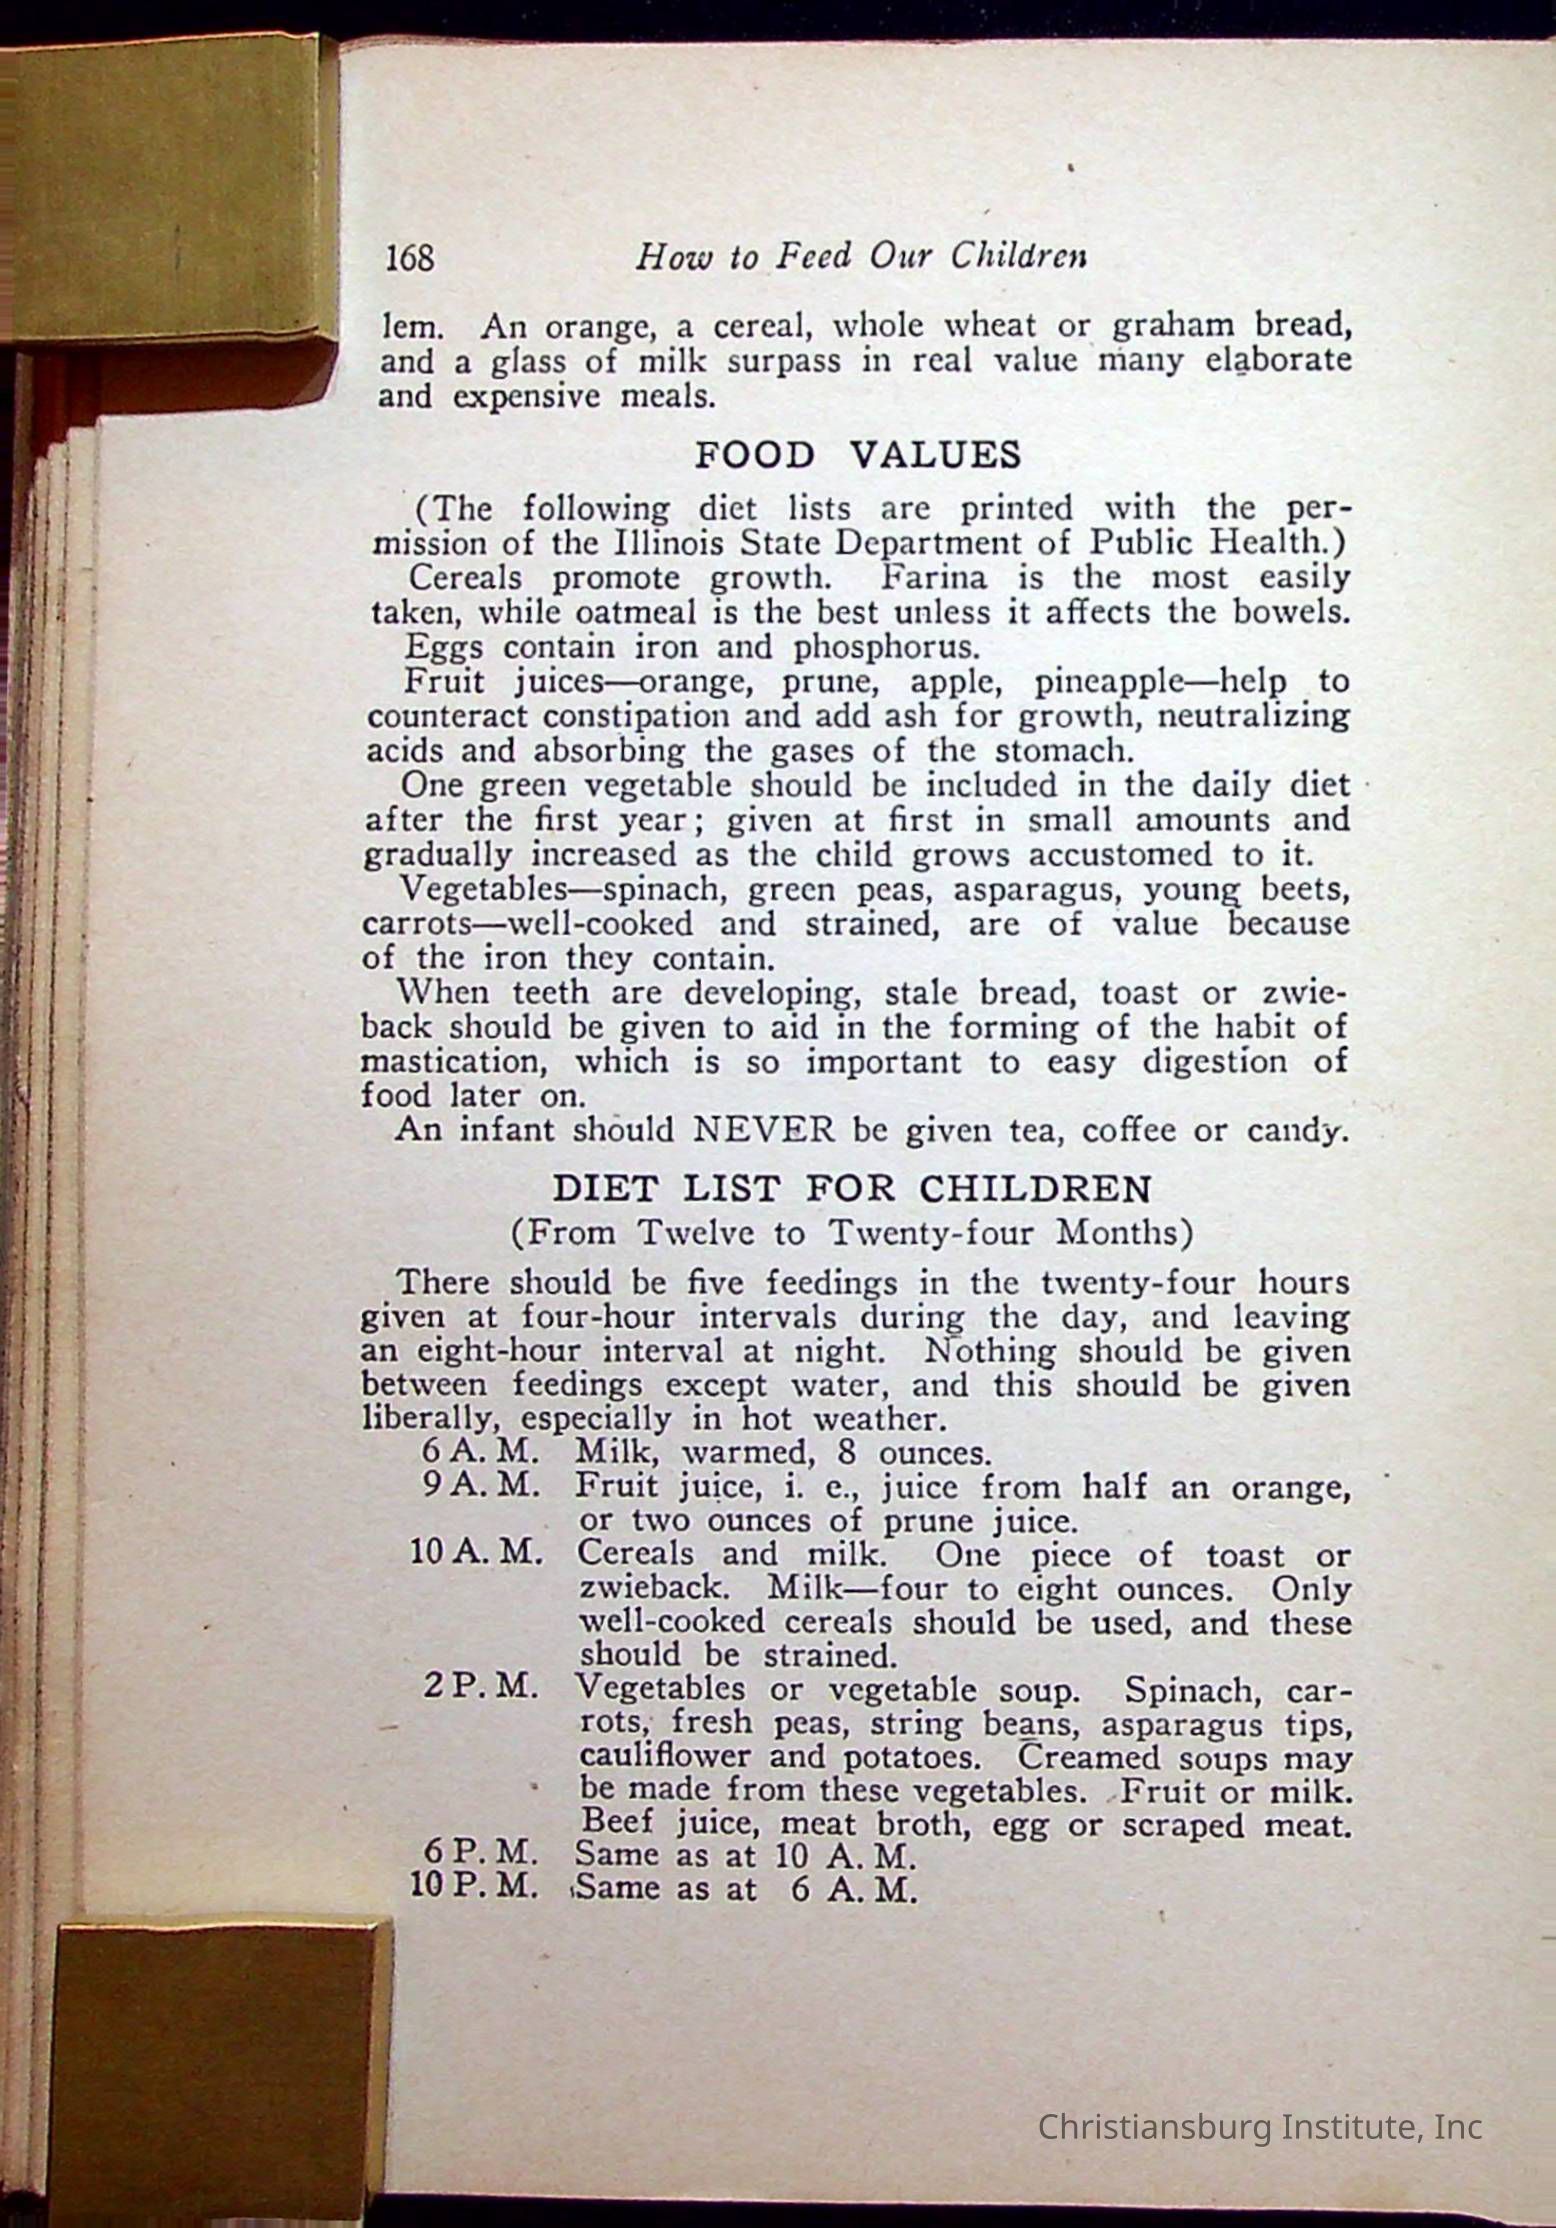 168 How to Feed Our Children
lem. An orange, a cereal, whole wheat or graham bread,
and a glass of milk surpass in real value many elaborate
and expensive meals.
FOOD VALUES
(The following diet lists are printed with the per-
mission of the Illinois State Department of Public Health.)
Cereals promote growth. Farina is the most easily
taken, while oatmeal is the best unless it affects the bowels.
Eggs contain iron and phosphorus.
Fruit juices—orange, prune, apple, pineapple—help to
counteract constipation and add ash for growth, neutralizing
acids and absorbing the gases of the stomach.
One green vegetable should be included in the daily diet
after the first year; given at first in small amounts and
gradually increased as the child grows accustomed to it.
Vegetables—spinach, green peas, asparagus, young beets,
carrots—well-cooked and strained, are of value because
of the iron they contain.
When teeth are developing, stale bread, toast or zwie-
back should be given to aid in the forming of the habit of
mastication, which is so important to easy digestion of
food later on.
An infant should NEVER be given tea, coffee or candy.
DIET LIST FOR CHILDREN
(From Twelve to Twenty-four Months)
There should be five feedings in the twenty-four hours
given at four-hour intervals during the day, and leaving
an eight-hour interval at night. Nothing should be given
between feedings except water, and this should be given
liberally, especially in hot weather.
6 A. M. Milk, warmed, 8 ounces.
9 A. M. Fruit juice, i. e., juice from half an orange,
or two ounces of prune juice.
10 A. M. Cereals and milk. One piece of toast or
zwieback. Milk—four to eight ounces. Only
well-cooked cereals should be used, and these
should be strained.
2 P. M. Vegetables or vegetable soup. Spinach, car-
rots, fresh peas, string beans, asparagus tips,
cauliflower and potatoes. Creamed soups may
be made from these vegetables. Fruit or milk.
Beef juice, meat broth, egg or scraped meat.
6 P. M. Same as at 10 A. M.
10 P. M. Same as at 6 A. M.
Christiansburg Institute, Inc